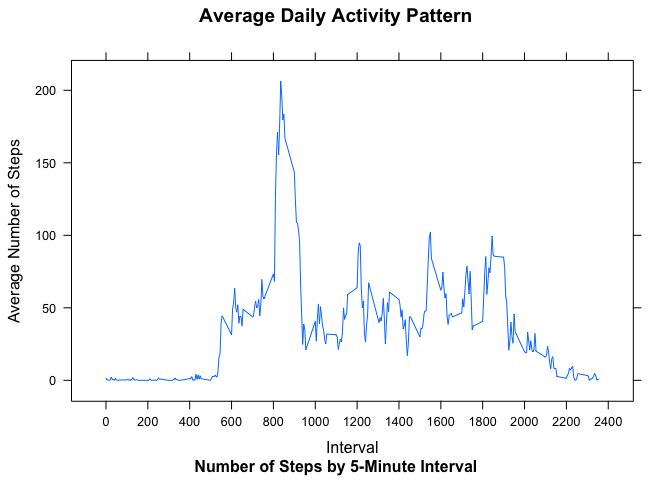 Average Daily Activity Pattern
Average Number of Steps
200
150
100
50
0
0 200 400 600 800 1000 1200 1400 1600 1800 2000 2200 2400
Interval
Number of Steps by 5-Minute Interval